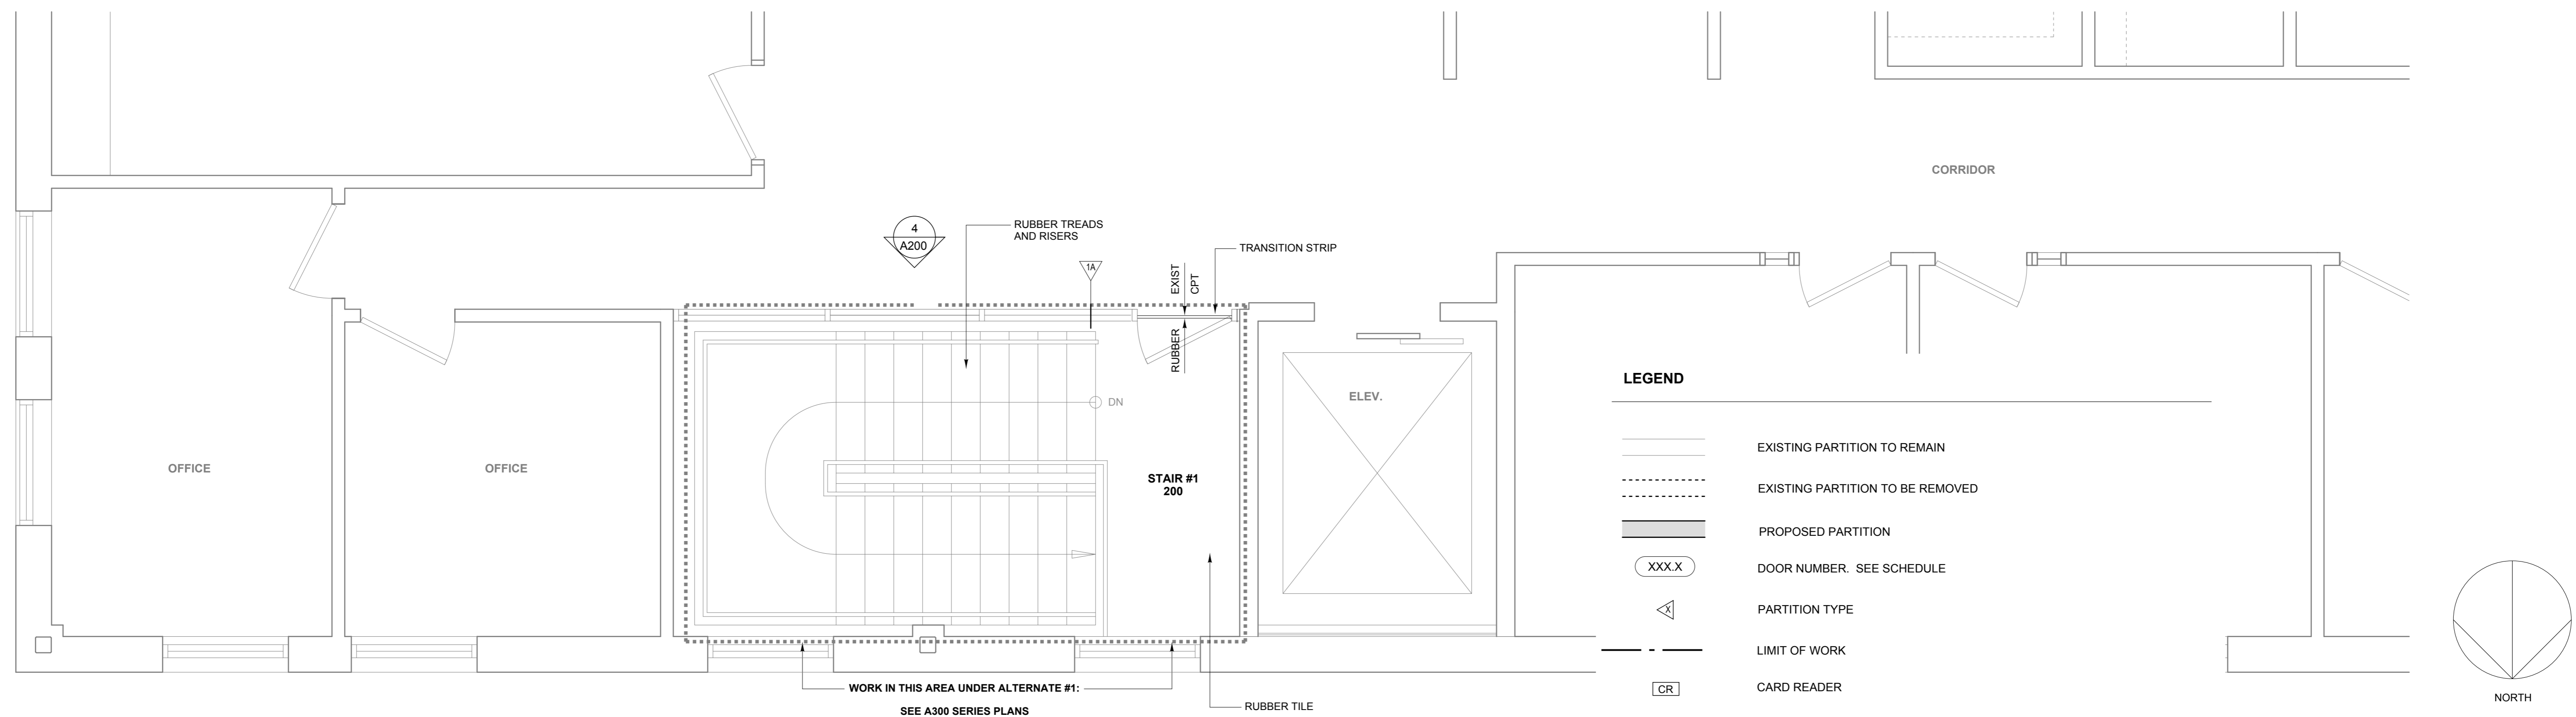 CORRIDOR
4
A200
RUBBER TREADS
AND RISERS
TRANSITION STRIP
1A
EXIST
CPT
RUBBER
DN
ELEV.
OFFICE
OFFICE
STAIR #1
200
LEGEND
EXISTING PARTITION TO REMAIN
EXISTING PARTITION TO BE REMOVED
PROPOSED PARTITION
XXX.X
DOOR NUMBER.  SEE SCHEDULE
X
PARTITION TYPE
LIMIT OF WORK
CR
CARD READER
WORK IN THIS AREA UNDER ALTERNATE #1:
SEE A300 SERIES PLANS
RUBBER TILE
NORTH